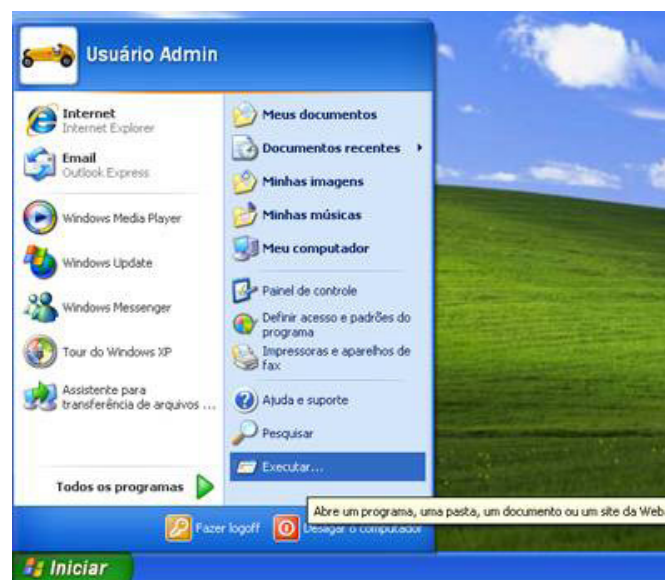 Usuário Admin
Internet
Internet Explorer
Email
Outlook Express
Windows Media Player
Windows Update
Windows Messenger
Tour do Windows XP
Assistente para
transferência de arquivos ...
Todos os programas
Meus documentos
Documentos recentes
Minhas imagens
Minhas músicas
Meu computador
Painel de controle
Definir acesso e padrões do
programa
Impressoras e aparelhos de
fax
Ajuda e suporte
Pesquisar
Executar...
Abre um programa, uma pasta, um documento ou um site da Web
Fazer logoff
Desligar o computador
Iniciar